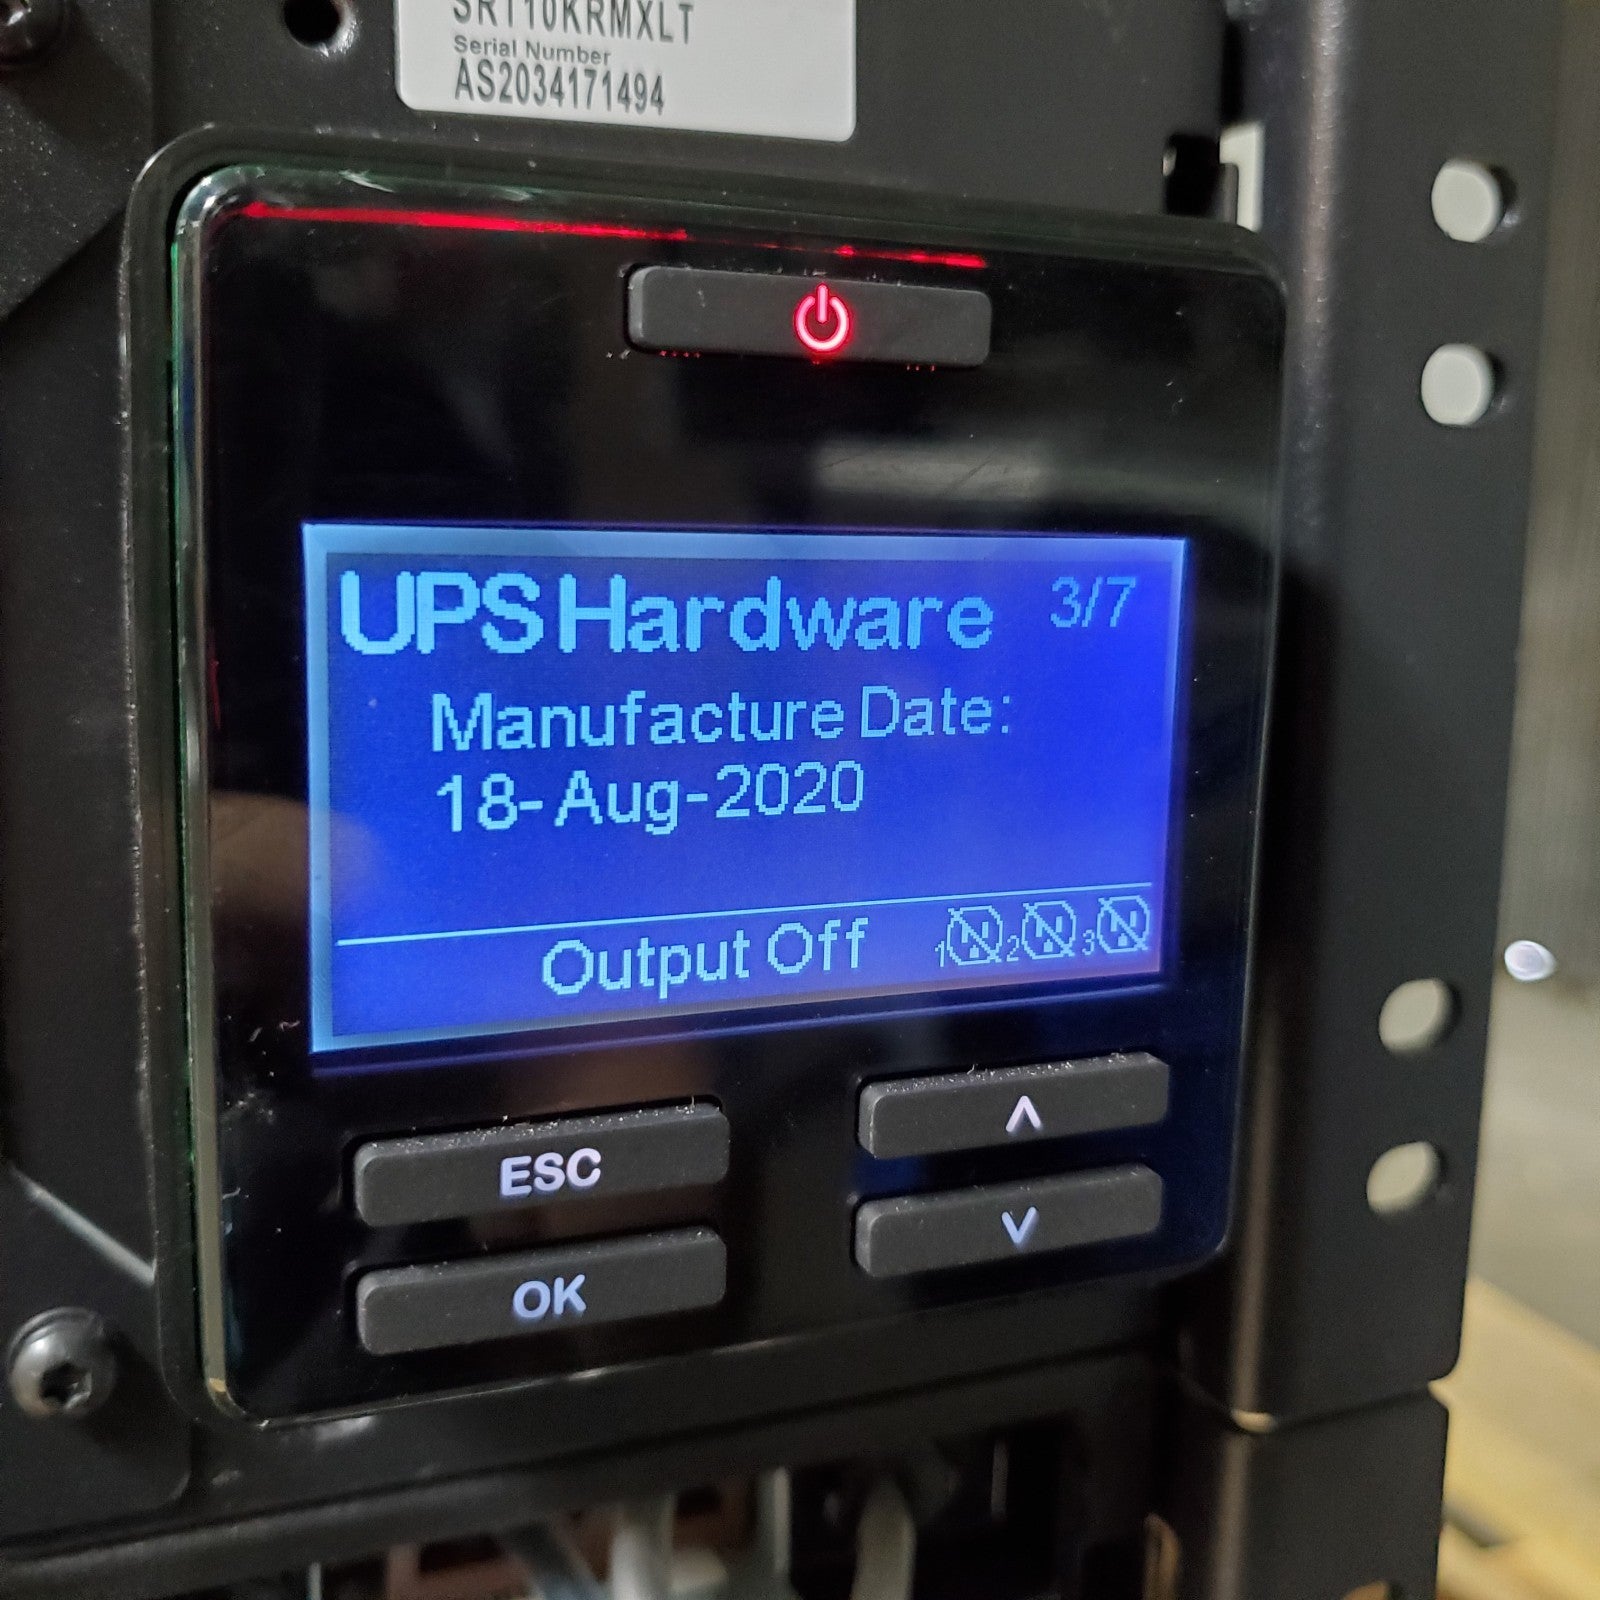 SRT10KRMXLT
Serial Number
AS2034171494
UPS Hardware 3/7
Manufacture Date:
18-Aug-2020
Output Off 1 2 3
ESC
OK